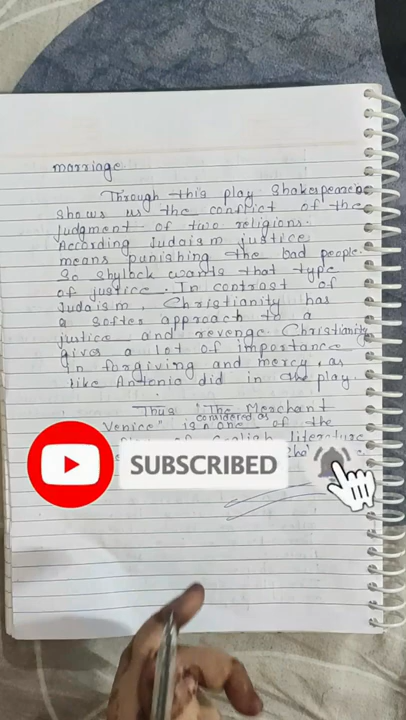 marriage
Through this play Shakespeare
shows us the conflict of the
judgment of two religions.
According Judaism justice
means punishing the bad people.
So Shylock wants that type
of justice. In contrast of
Judaism, Christianity has
a softer approach to a
justice and revenge. Christianity
gives a lot of importance
in forgiving and mercy, as
like Antonio did in the play.
Thus "The Merchant
considered as
Venice" is one of the
of English literature
SUBSCRIBED